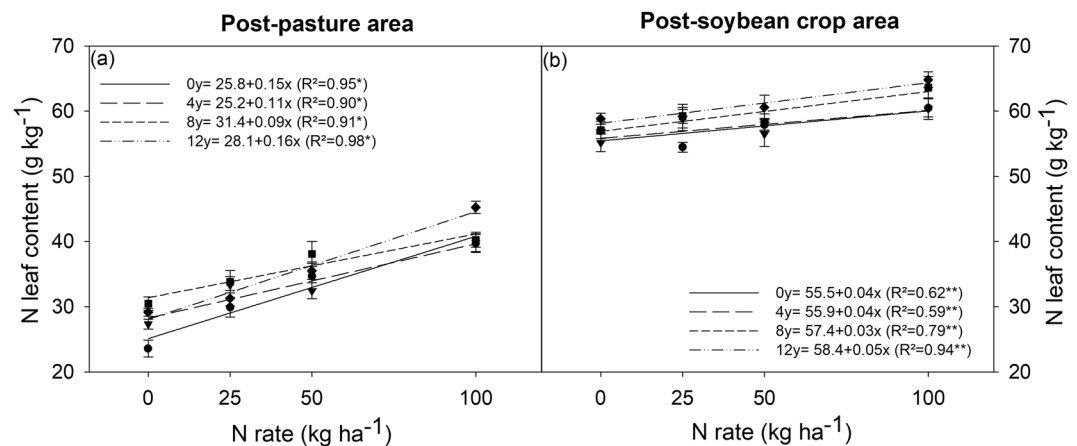 Post-pasture area
Post-soybean crop area
(a)
0y= 25.8+0.15x (R²=0.95*)
4y= 25.2+0.11x (R²=0.90*)
8y= 31.4+0.09x (R²=0.91*)
12y= 28.1+0.16x (R²=0.98*)
70
60
50
40
30
20
N leaf content (g kg⁻¹)
0
25
50
100
N rate (kg ha⁻¹)
(b)
0y= 55.5+0.04x (R²=0.62**)
4y= 55.9+0.04x (R²=0.59**)
8y= 57.4+0.03x (R²=0.79**)
12y= 58.4+0.05x (R²=0.94**)
70
60
50
40
30
20
N leaf content (g kg⁻¹)
0
25
50
100
N rate (kg ha⁻¹)